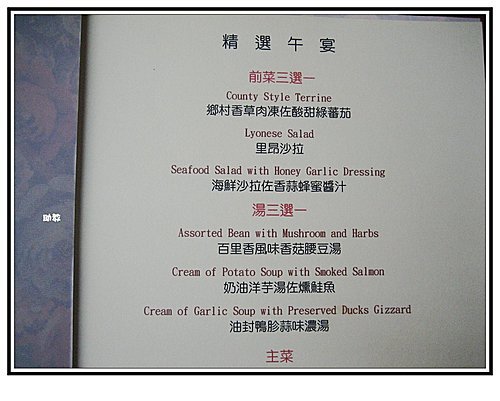 精選午宴
前菜三選一
County Style Terrine
鄉村香草肉凍佐酸甜綠蕃茄
Lyonese Salad
里昂沙拉
Seafood Salad with Honey Garlic Dressing
海鮮沙拉佐香蒜蜂蜜醬汁
湯三選一
Assorted Bean with Mushroom and Harbs
百里香風味香菇腰豆湯
Cream of Potato Soup with Smoked Salmon
奶油洋芋湯佐燻鮭魚
Cream of Garlic Soup with Preserved Ducks Gizzard
油封鴨胗蒜味濃湯
主菜